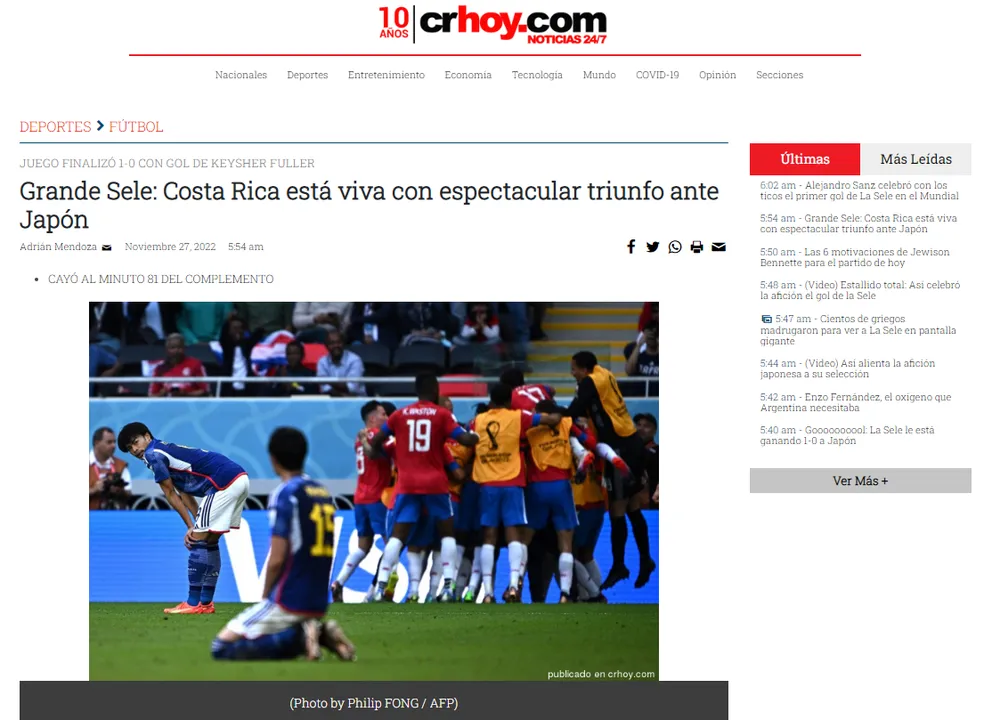 10
AÑOS
crhoy.com
NOTICIAS 24/7
Nacionales Deportes Entretenimiento Economía Tecnología Mundo COVID-19 Opinión Secciones
DEPORTES > FÚTBOL
JUEGO FINALIZÓ 1-0 CON GOL DE KEYSHER FULLER
Grande Sele: Costa Rica está viva con espectacular triunfo ante
Japón
Adrián Mendoza Noviembre 27, 2022 5:54 am
• CAYÓ AL MINUTO 81 DEL COMPLEMENTO
K. WASTON
19
17
15
publicado en crhoy.com
(Photo by Philip FONG / AFP)
Últimas Más Leídas
6:02 am - Alejandro Sanz celebró con los
ticos el primer gol de La Sele en el Mundial
5:54 am - Grande Sele: Costa Rica está viva
con espectacular triunfo ante Japón
5:50 am - Las 6 motivaciones de Jewison
Bennette para el partido de hoy
5:48 am - (Video) Estallido total: Así celebró
la afición el gol de la Sele
5:47 am - Cientos de griegos
madrugaron para ver a La Sele en pantalla
gigante
5:44 am - (Video) Así alienta la afición
japonesa a su selección
5:42 am - Enzo Fernández, el oxígeno que
Argentina necesitaba
5:40 am - Gooooooool: La Sele le está
ganando 1-0 a Japón
Ver Más +